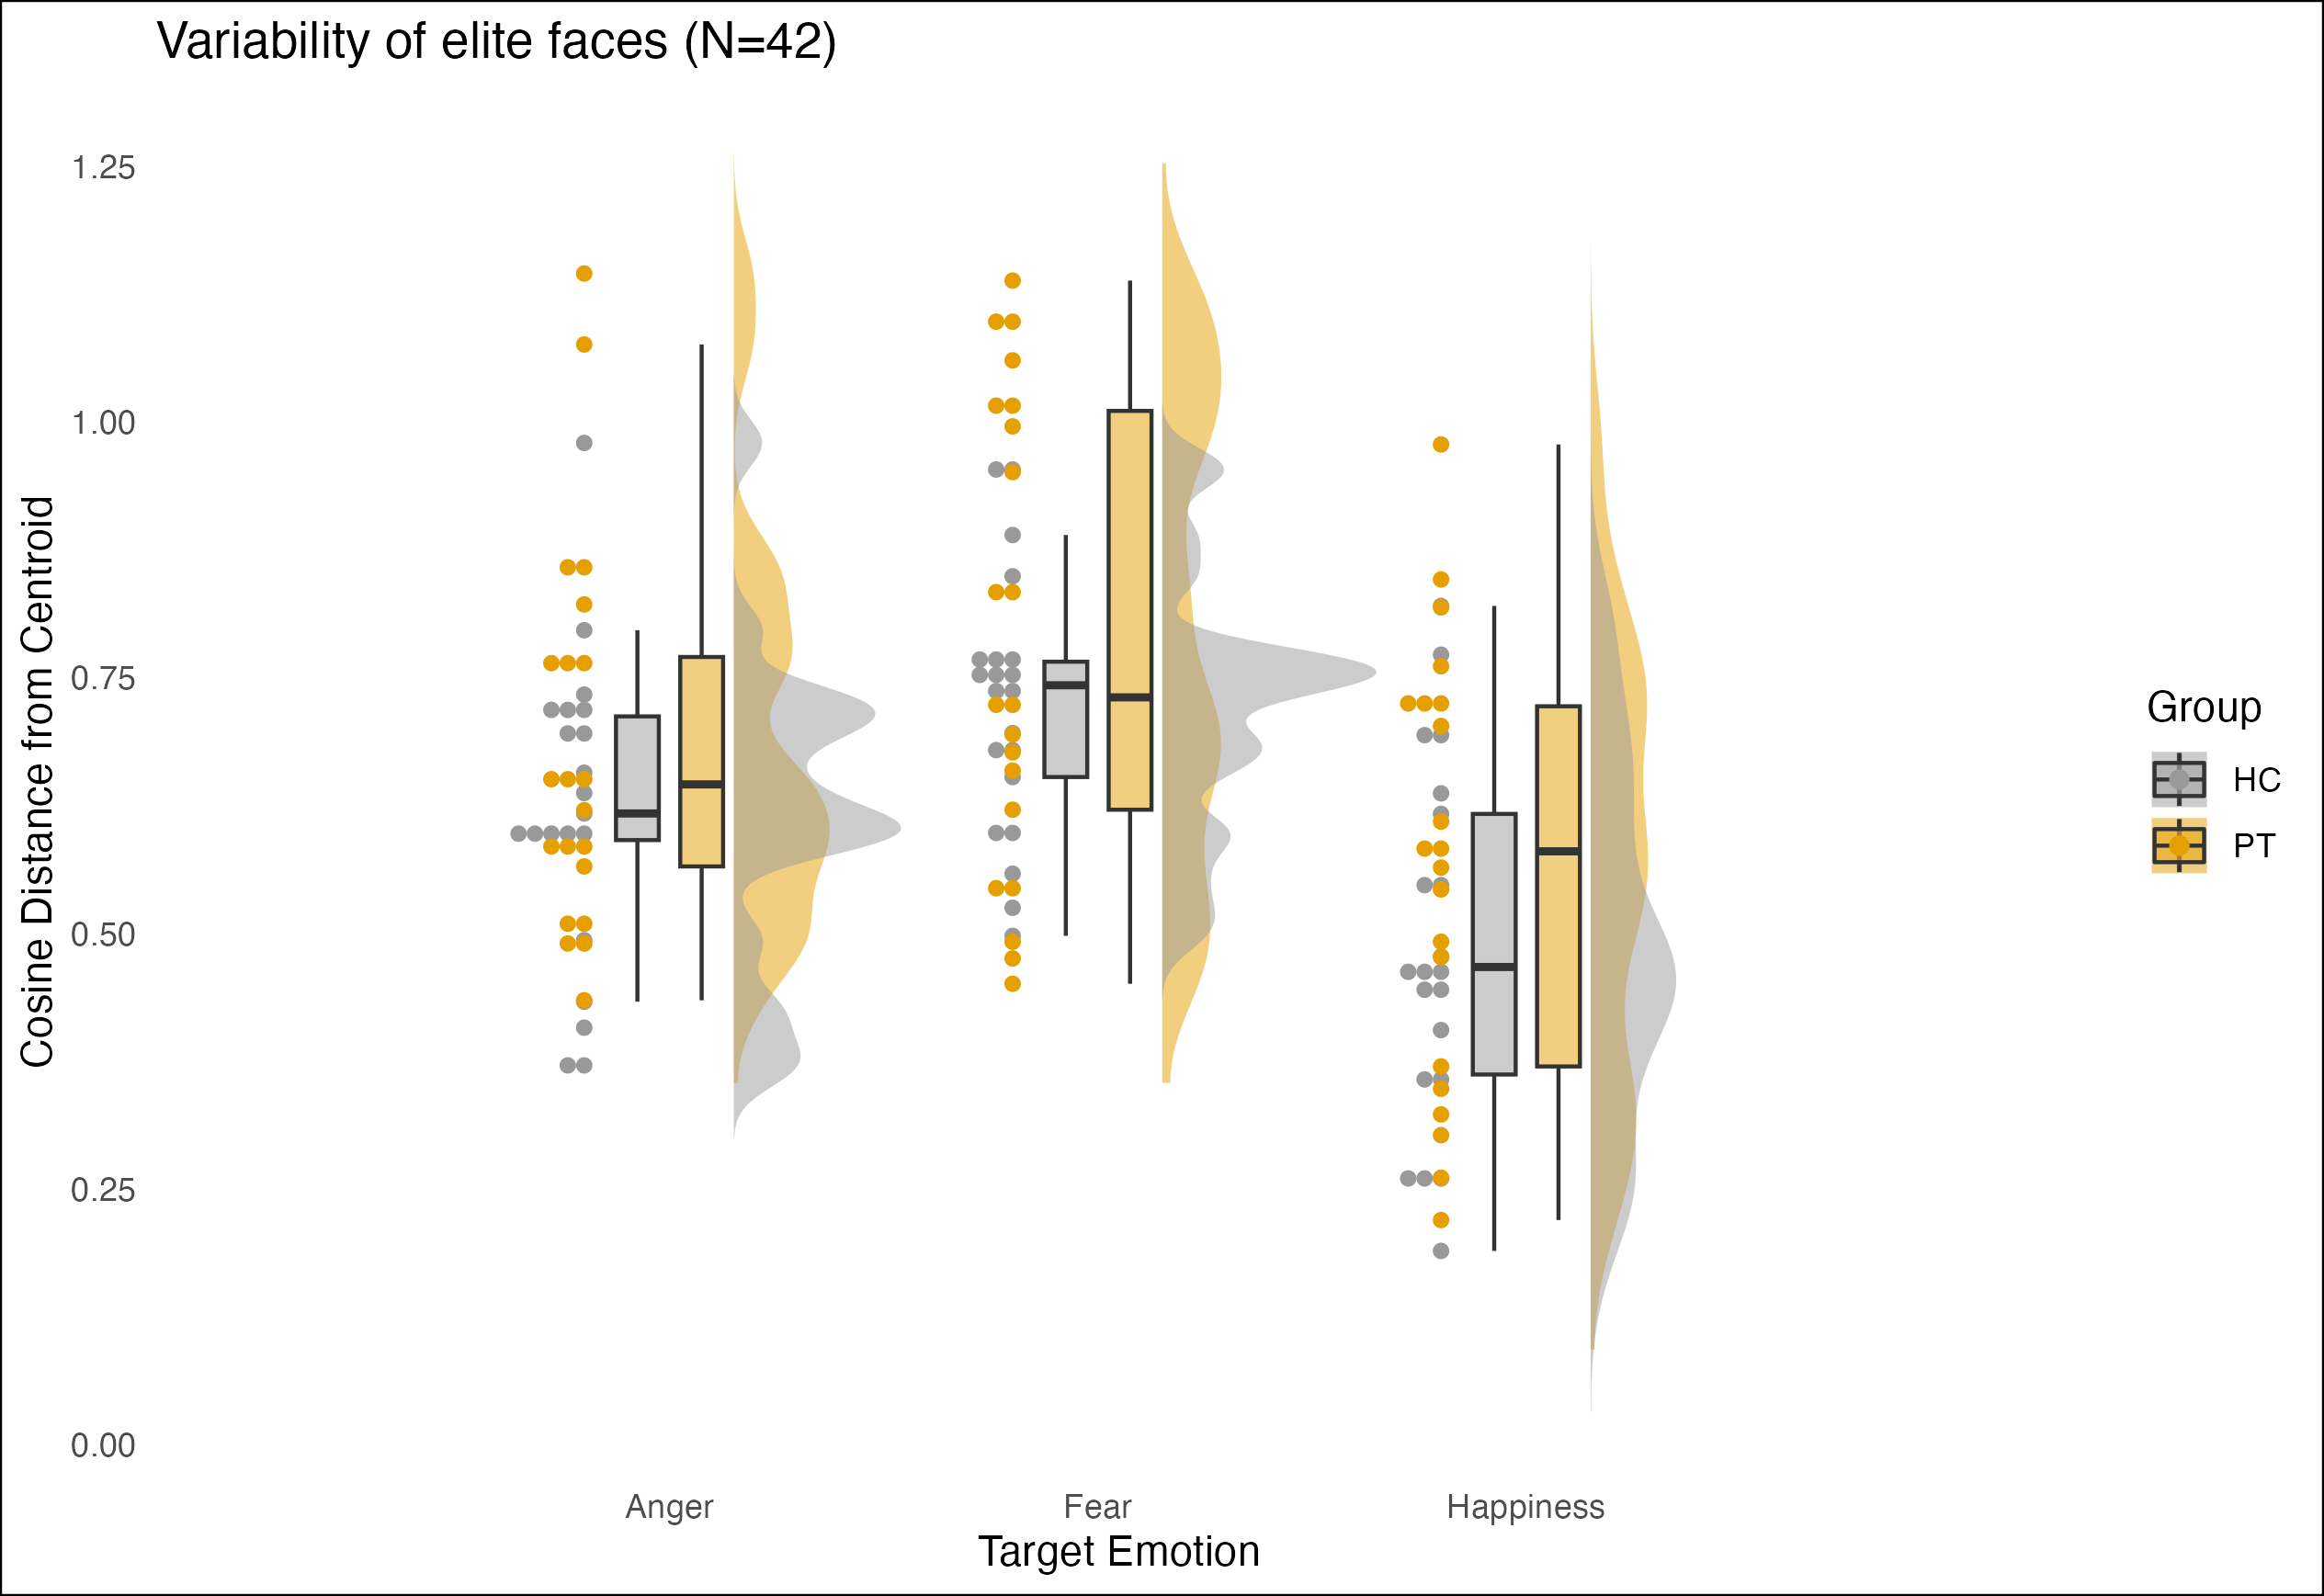 Variability of elite faces (N=42)
1.25
1.00
0.75
0.50
0.25
0.00
Cosine Distance from Centroid
Anger
Fear
Happiness
Target Emotion
Group
HC
PT